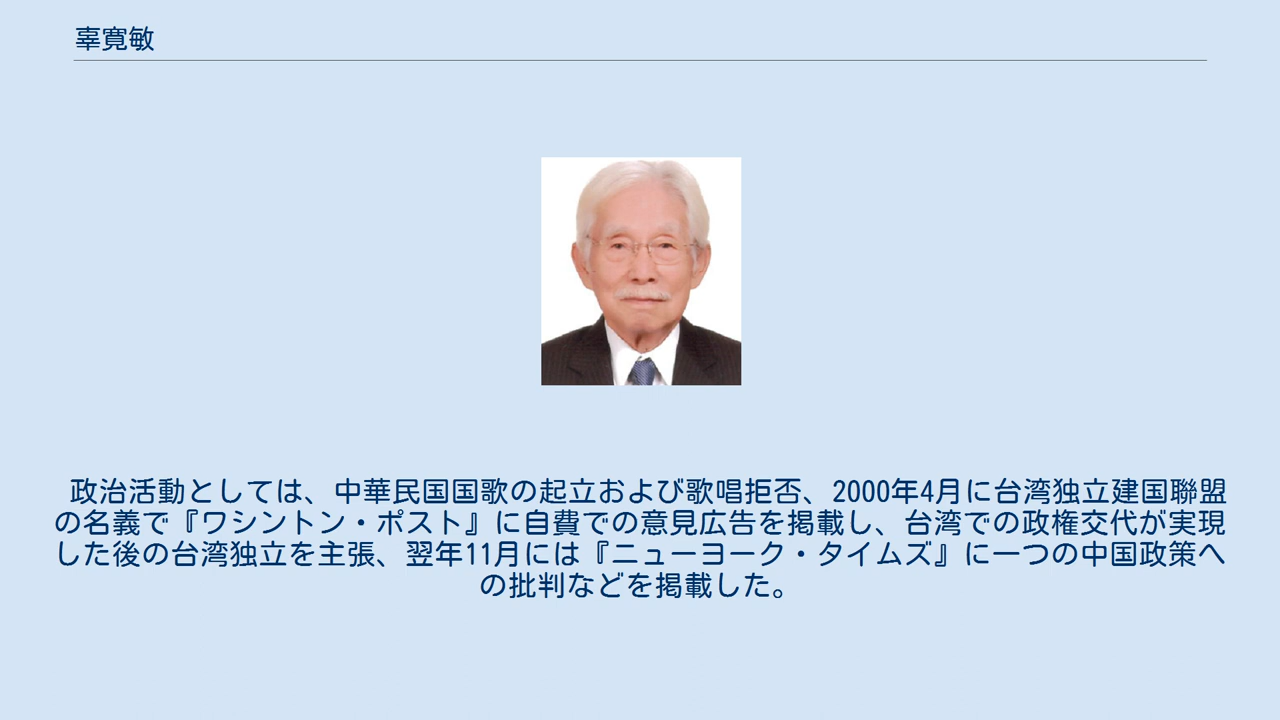 辜寛敏
政治活動としては、中華民国国歌の起立および歌唱拒否、2000年4月に台湾独立建国聯盟
の名義で『ワシントン・ポスト』に自費での意見広告を掲載し、台湾での政権交代が実現
した後の台湾独立を主張、翌年11月には『ニューヨーク・タイムズ』に一つの中国政策へ
の批判などを掲載した。